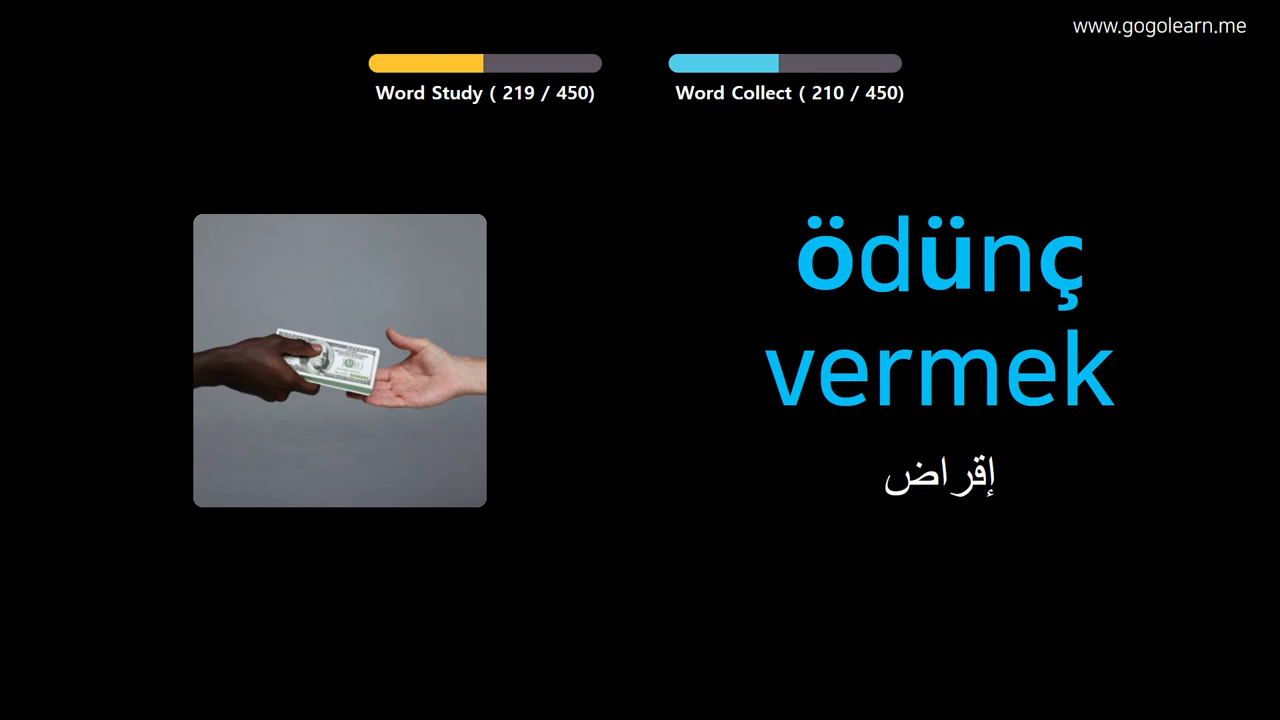 www.gogolearn.me
Word Study ( 219 / 450)
Word Collect ( 210 / 450)
ödünç
vermek
إقراض